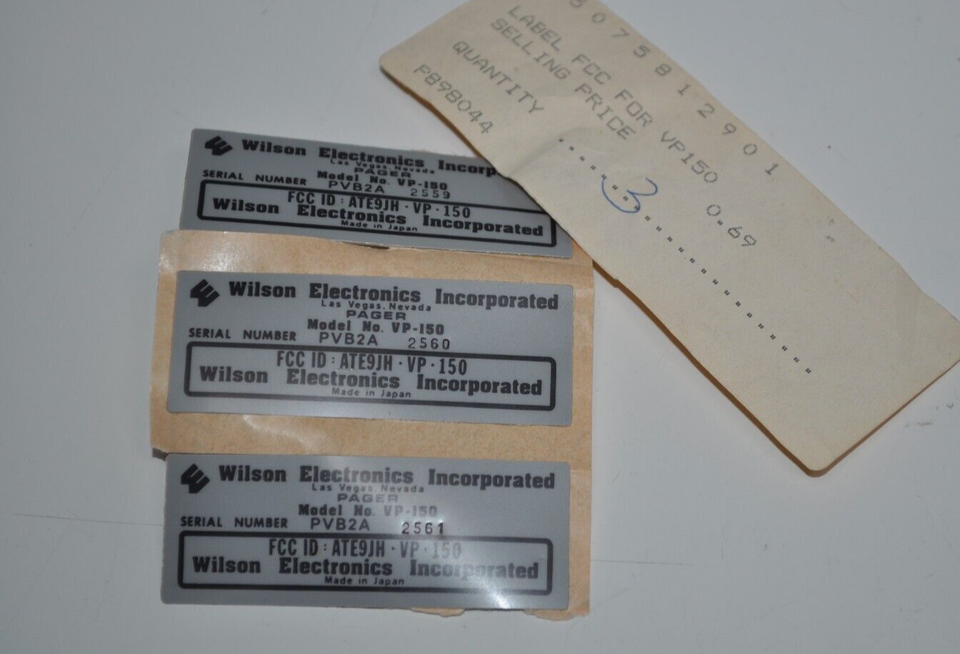 Wilson Electronics Incorp
Las Vegas, Nevada
PAGER
Model No. VP-150
SERIAL NUMBER PVB2A 2559
FCC ID : ATE9JH · VP · 150
Wilson Electronics Incorporated
Made in Japan
Wilson Electronics Incorporated
Las Vegas, Nevada
PAGER
Model No. VP-150
SERIAL NUMBER PVB2A 2560
FCC ID : ATE9JH · VP · 150
Wilson Electronics Incorporated
Made in Japan
Wilson Electronics Incorporated
Las Vegas, Nevada
PAGER
Model No. VP-150
SERIAL NUMBER PVB2A 2561
FCC ID : ATE9JH · VP · 150
Wilson Electronics Incorporated
Made in Japan
0758 12901
LABEL FCC FOR VP150
SELLING PRICE 0.69
QUANTITY 3
P898044